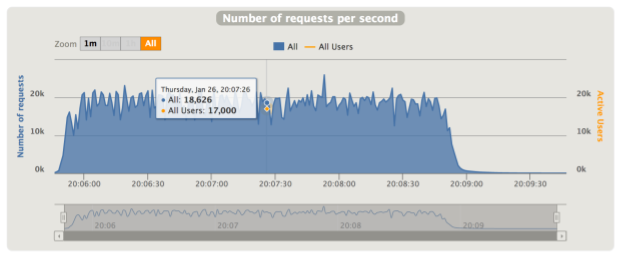 Number of requests per second
Zoom 1m All
All All Users
Number of requests
Active Users
20k
10k
0k
20k
10k
0k
Thursday, Jan 26, 20:07:26
All: 18,626
All Users: 17,000
20:06:00 20:06:30 20:07:00 20:07:30 20:08:00 20:08:30 20:09:00 20:09:30
20:06 20:07 20:08 20:09